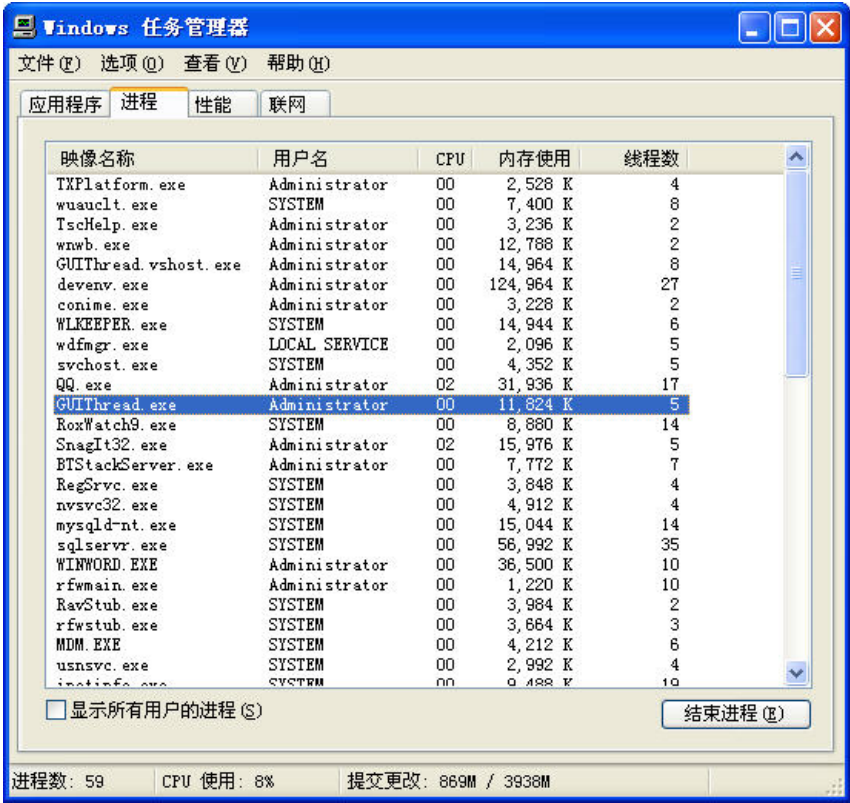 Windows 任务管理器
文件(F) 选项(O) 查看(V) 帮助(H)
应用程序 进程 性能 联网
映像名称 用户名 CPU 内存使用 线程数
TXPlatform.exe Administrator 00 2,528 K 4
wuauclt.exe SYSTEM 00 7,400 K 8
TscHelp.exe Administrator 00 3,236 K 2
wnwb.exe Administrator 00 12,788 K 2
GUIThread.vshost.exe Administrator 00 14,964 K 8
devenv.exe Administrator 00 124,964 K 27
conime.exe Administrator 00 3,228 K 2
WLKEEPER.exe SYSTEM 00 14,944 K 6
wdfmgr.exe LOCAL SERVICE 00 2,096 K 5
svchost.exe SYSTEM 00 4,352 K 5
QQ.exe Administrator 02 31,936 K 17
GUIThread.exe Administrator 00 11,824 K 5
RoxWatch9.exe SYSTEM 00 8,880 K 14
SnagIt32.exe Administrator 02 15,976 K 5
BTStackServer.exe Administrator 00 7,772 K 7
RegSrvc.exe SYSTEM 00 3,848 K 4
nvsvc32.exe SYSTEM 00 4,912 K 4
mysqld-nt.exe SYSTEM 00 15,044 K 14
sqlservr.exe SYSTEM 00 56,992 K 35
WINWORD.EXE Administrator 00 36,500 K 10
rfwmain.exe Administrator 00 1,220 K 10
RavStub.exe SYSTEM 00 3,984 K 2
rfwstub.exe SYSTEM 00 3,664 K 3
MDM.EXE SYSTEM 00 4,212 K 6
usnsvc.exe SYSTEM 00 2,992 K 4
inetinfo.exe SYSTEM 00 9,488 K 19
显示所有用户的进程(S)
结束进程(E)
进程数: 59 CPU 使用: 8% 提交更改: 869M / 3938M